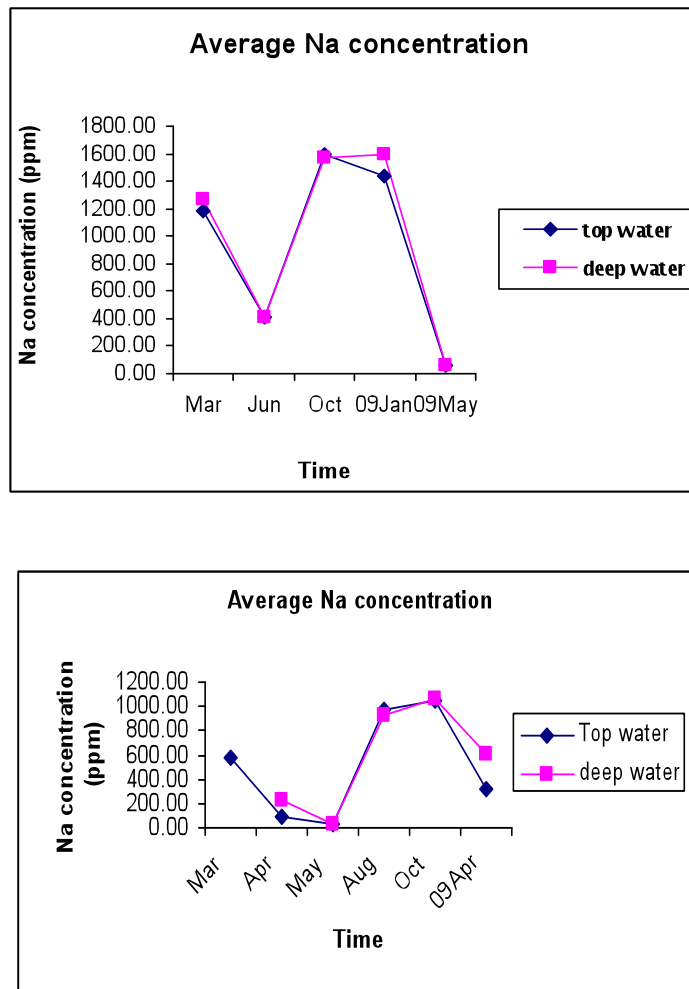 Average Na concentration
Na concentration (ppm)
1800.00
1600.00
1400.00
1200.00
1000.00
800.00
600.00
400.00
200.00
0.00
Mar Jun Oct 09Jan 09May
Time
top water
deep water
Average Na concentration
Na concentration
(ppm)
1200.00
1000.00
800.00
600.00
400.00
200.00
0.00
Mar Apr May Aug Oct 09Apr
Time
Top water
deep water